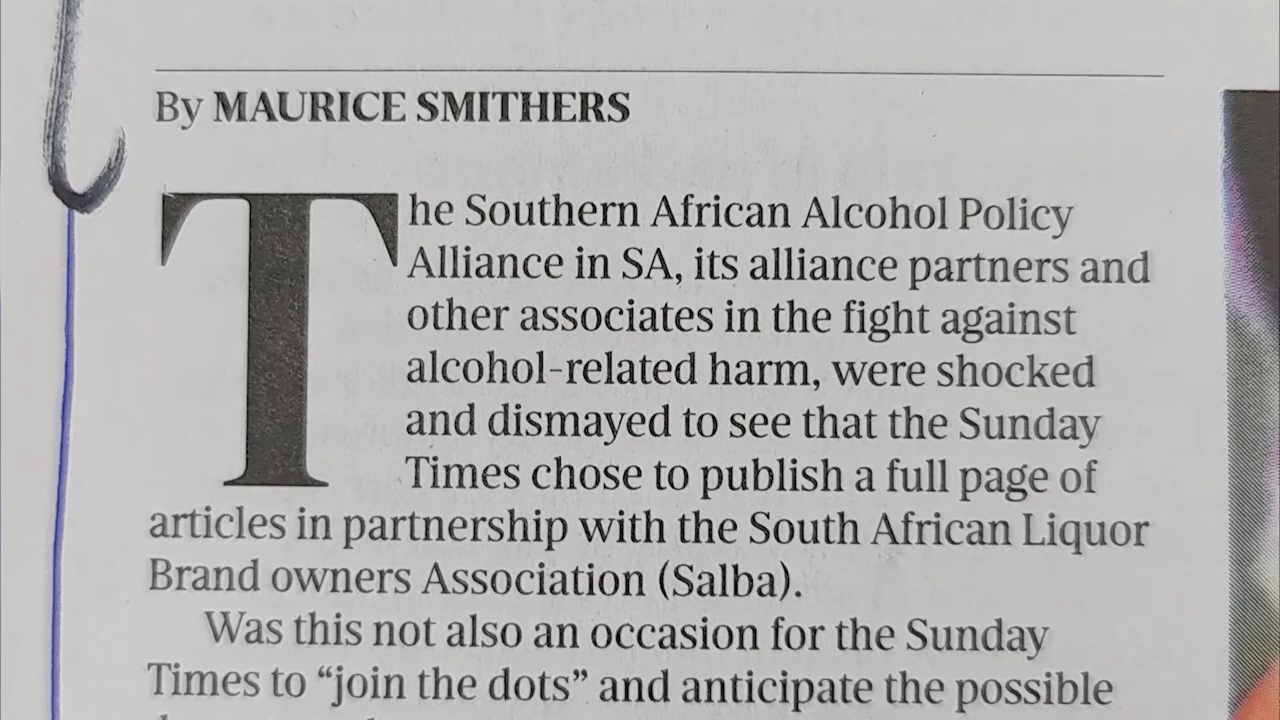 By MAURICE SMITHERS
The Southern African Alcohol Policy
Alliance in SA, its alliance partners and
other associates in the fight against
alcohol-related harm, were shocked
and dismayed to see that the Sunday
Times chose to publish a full page of
articles in partnership with the South African Liquor
Brand owners Association (Salba).
Was this not also an occasion for the Sunday
Times to “join the dots” and anticipate the possible